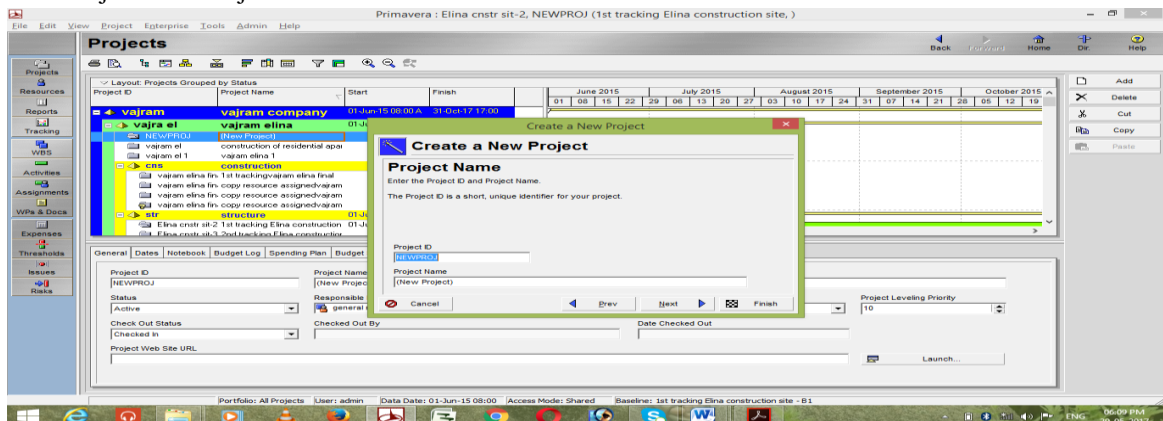 Primavera : Elina cnstr sit-2, NEWPROJ (1st tracking Elina construction site, )
File Edit View Project Enterprise Tools Admin Help
Projects
Back Forward Home Dir. Help
Projects
Resources
Reports
Tracking
WBS
Activities
Assignments
WPs & Docs
Expenses
Thresholds
Issues
Risks
Layout: Projects Grouped by Status
Project ID Project Name Start Finish
June 2015 July 2015 August 2015 September 2015 October 2015
01 08 15 22 29 06 13 20 27 03 10 17 24 31 07 14 21 28 05 12 19
vajram vajram company 01-Jun-15 08:00 A 31-Oct-17 17:00
vajra el vajram elina
NEWPROJ (New Project)
vajram el construction of residential apar
vajram el 1 vajram elina 1
cns construction
vajram elina fin. 1st trackingvajram elina final
vajram elina fin. copy resource assignedvajram
vajram elina fin. copy resource assignedvajram
vajram elina fin. copy resource assignedvajram
str structure
Elina cnstr sit-2 1st tracking Elina construction
Elina cnstr sit-3 2nd tracking Elina construction
Create a New Project
Create a New Project
Project Name
Enter the Project ID and Project Name.
The Project ID is a short, unique identifier for your project.
Project ID
NEWPROJ
Project Name
(New Project)
Cancel Prev Next Finish
Add
Delete
Cut
Copy
Paste
General Dates Notebook Budget Log Spending Plan Budget
Project ID Project Name
NEWPROJ (New Projec
Status Responsible Project Leveling Priority
Active general 10
Check Out Status Checked Out By Date Checked Out
Checked In
Project Web Site URL
Launch...
Portfolio: All Projects User: admin Data Date: 01-Jun-15 08:00 Access Mode: Shared Baseline: 1st tracking Elina construction site - B1
ENG 06:09 PM